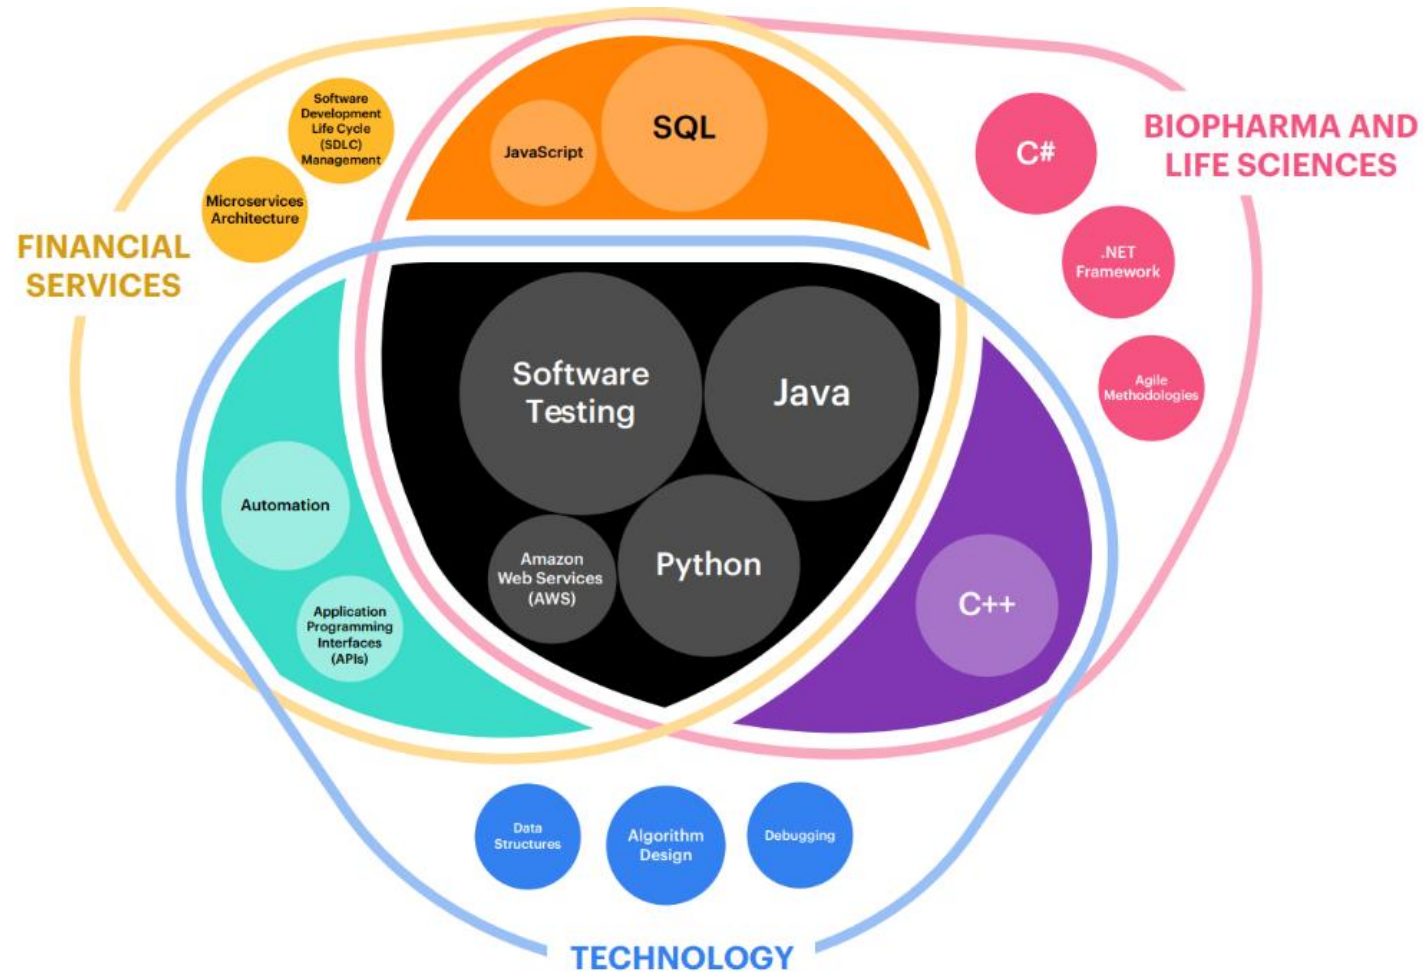 Software
Development
Life Cycle
(SDLC)
Management
Microservices
Architecture
FINANCIAL
SERVICES
JavaScript
SQL
C#
BIOPHARMA AND
LIFE SCIENCES
.NET
Framework
Agile
Methodologies
Software
Testing
Java
Automation
Application
Programming
Interfaces
(APIs)
Amazon
Web Services
(AWS)
Python
C++
Data
Structures
Algorithm
Design
Debugging
TECHNOLOGY